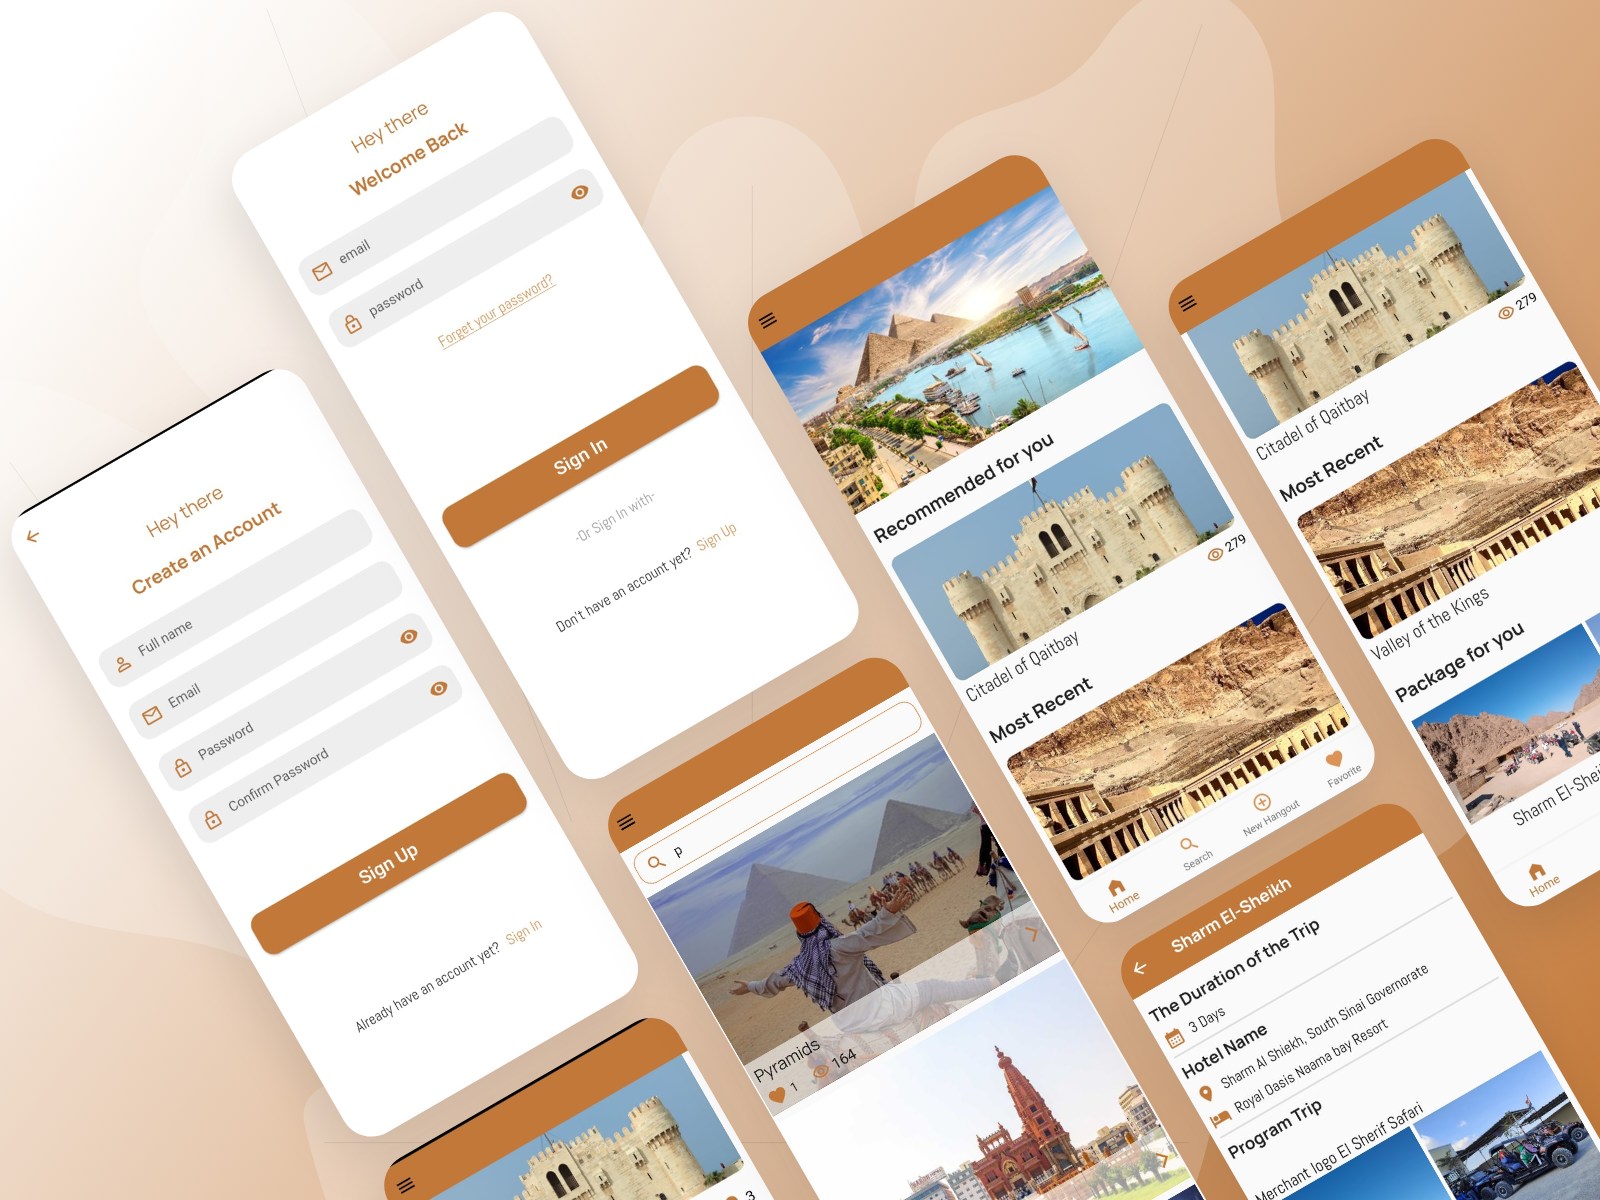 Hey there
Welcome Back
email
password
Forget your password?
Sign In
-Or Sign In with-
Don't have an account yet? Sign Up
Hey there
Create an Account
Full name
Email
Password
Confirm Password
Sign Up
Already have an account yet? Sign In
Recommended for you
279
Citadel of Qaitbay
Most Recent
Home
Search
New Hangout
Favorite
279
Citadel of Qaitbay
Most Recent
Valley of the Kings
Package for you
Sharm El-Shei
Home
p
Pyramids
1 164
Sharm El-Sheikh
The Duration of the Trip
3 Days
Hotel Name
Sharm Al Shiekh, South Sinai Governorate
Royal Oasis Naama bay Resort
Program Trip
Merchant logo El Sherif Safari
3